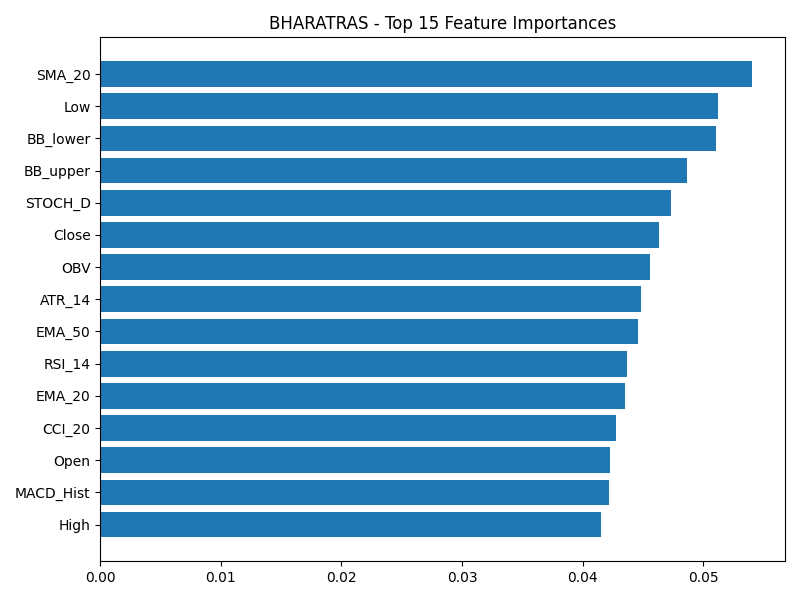 BHARATRAS - Top 15 Feature Importances
SMA_20
Low
BB_lower
BB_upper
STOCH_D
Close
OBV
ATR_14
EMA_50
RSI_14
EMA_20
CCI_20
Open
MACD_Hist
High
0.00 0.01 0.02 0.03 0.04 0.05